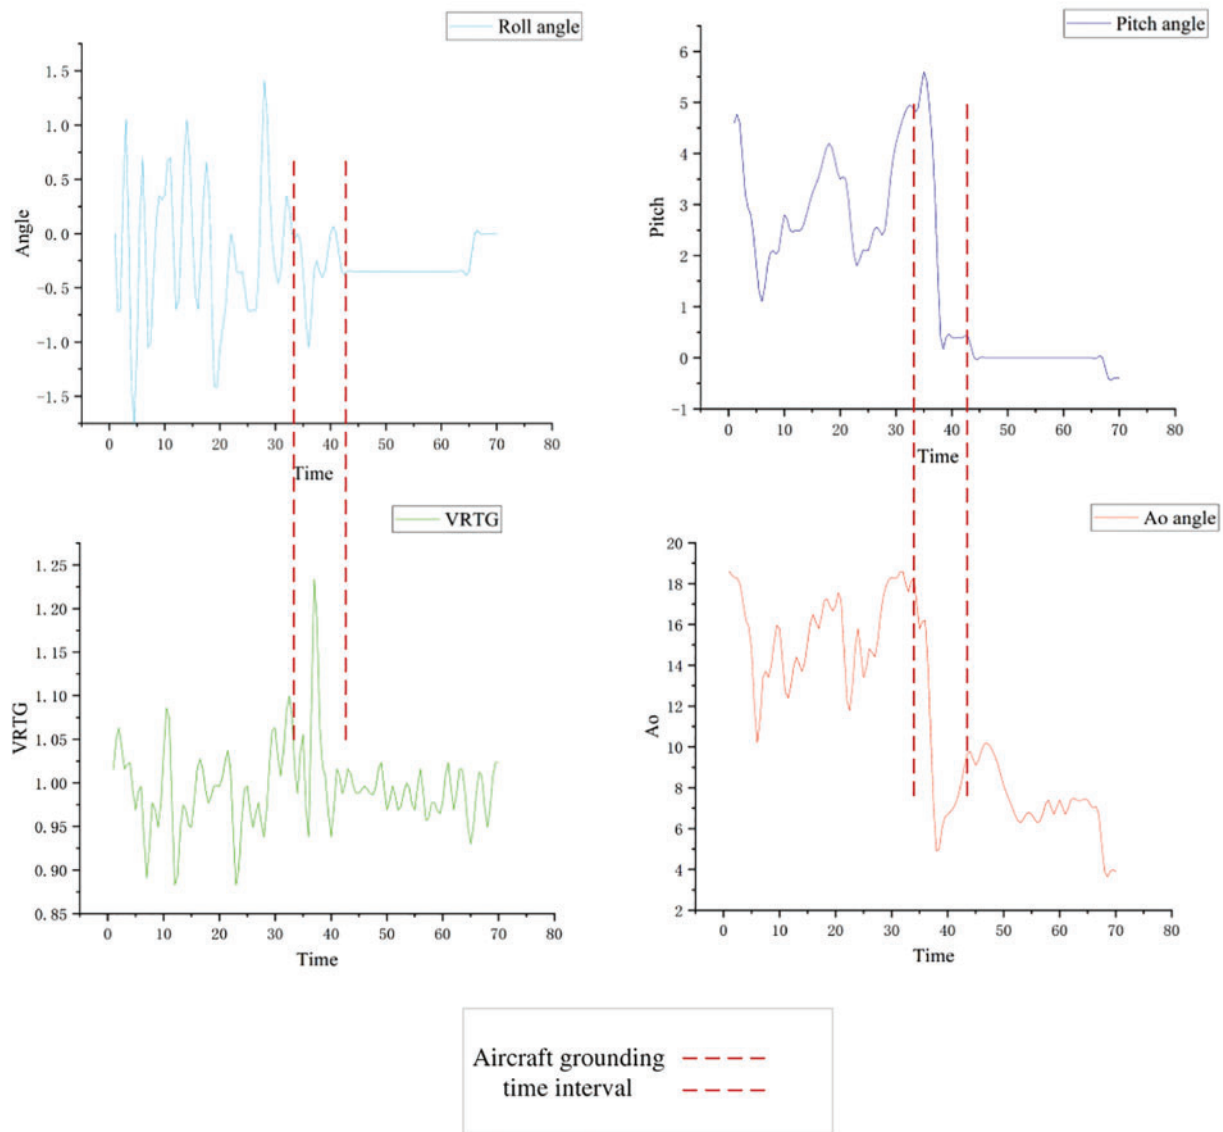 Roll angle
1.5
1.0
0.5
0.0
-0.5
-1.0
-1.5
Angle
0 10 20 30 40 50 60 70 80
Time
Pitch angle
6
5
4
3
2
1
0
-1
Pitch
0 10 20 30 40 50 60 70 80
Time
VRTG
1.25
1.20
1.15
1.10
1.05
1.00
0.95
0.90
0.85
VRTG
0 10 20 30 40 50 60 70 80
Time
Ao angle
20
18
16
14
12
10
8
6
4
2
Ao
0 10 20 30 40 50 60 70 80
Time
Aircraft grounding
time interval